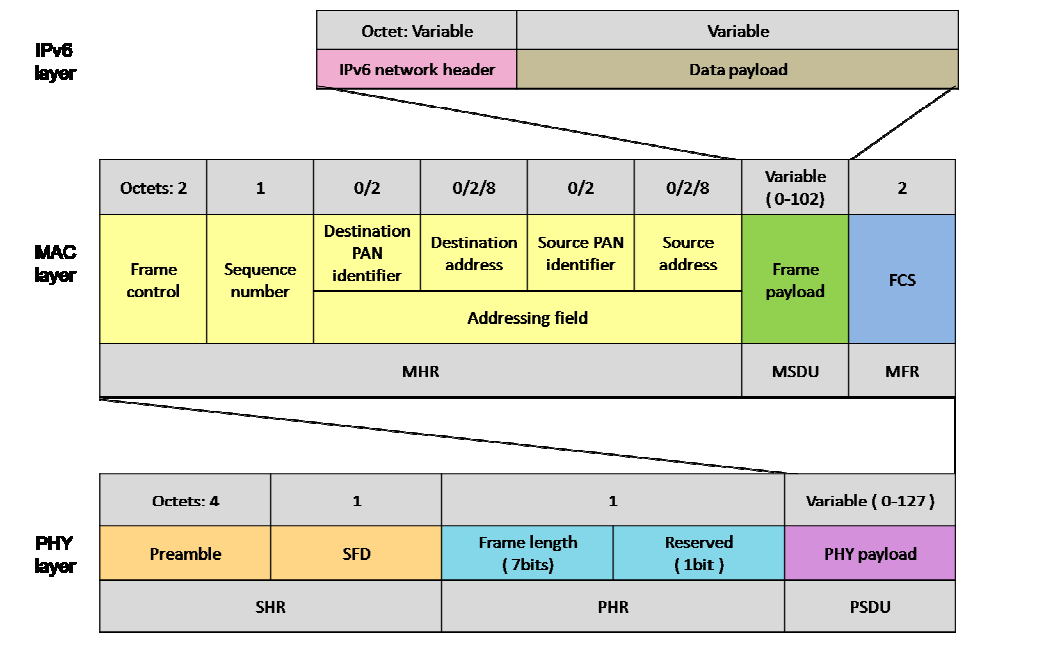 IPv6
layer
Octet: Variable
Variable
IPv6 network header
Data payload
MAC
layer
Octets: 2
1
0/2
0/2/8
0/2
0/2/8
Variable
( 0-102)
2
Frame
control
Sequence
number
Destination
PAN
identifier
Destination
address
Source PAN
identifier
Source
address
Addressing field
Frame
payload
FCS
MHR
MSDU
MFR
PHY
layer
Octets: 4
1
1
Variable ( 0-127 )
Preamble
SFD
Frame length
( 7bits)
Reserved
( 1bit )
PHY payload
SHR
PHR
PSDU